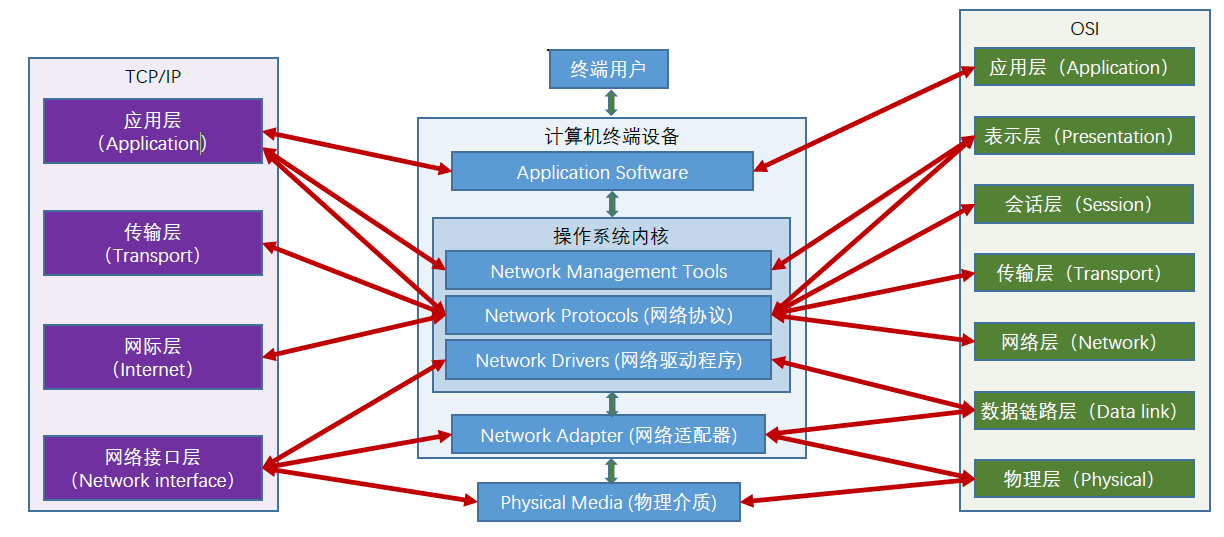 TCP/IP
应用层
（Application）
传输层
（Transport）
网际层
（Internet）
网络接口层
（Network interface）
终端用户
计算机终端设备
Application Software
操作系统内核
Network Management Tools
Network Protocols (网络协议)
Network Drivers (网络驱动程序)
Network Adapter (网络适配器)
Physical Media (物理介质)
OSI
应用层（Application）
表示层（Presentation）
会话层（Session）
传输层（Transport）
网络层（Network）
数据链路层（Data link）
物理层（Physical）